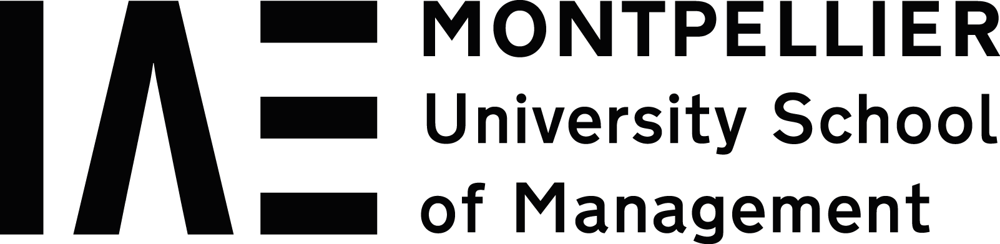 IAE
MONTPELLIER
University School
of Management